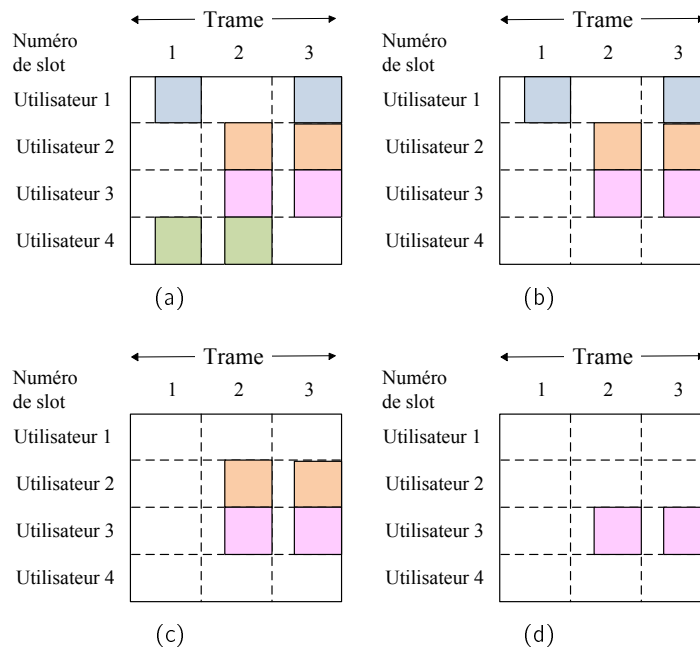 Trame
Numéro
de slot
1 2 3
Utilisateur 1
Utilisateur 2
Utilisateur 3
Utilisateur 4
(a)
Trame
Numéro
de slot
1 2 3
Utilisateur 1
Utilisateur 2
Utilisateur 3
Utilisateur 4
(b)
Trame
Numéro
de slot
1 2 3
Utilisateur 1
Utilisateur 2
Utilisateur 3
Utilisateur 4
(c)
Trame
Numéro
de slot
1 2 3
Utilisateur 1
Utilisateur 2
Utilisateur 3
Utilisateur 4
(d)